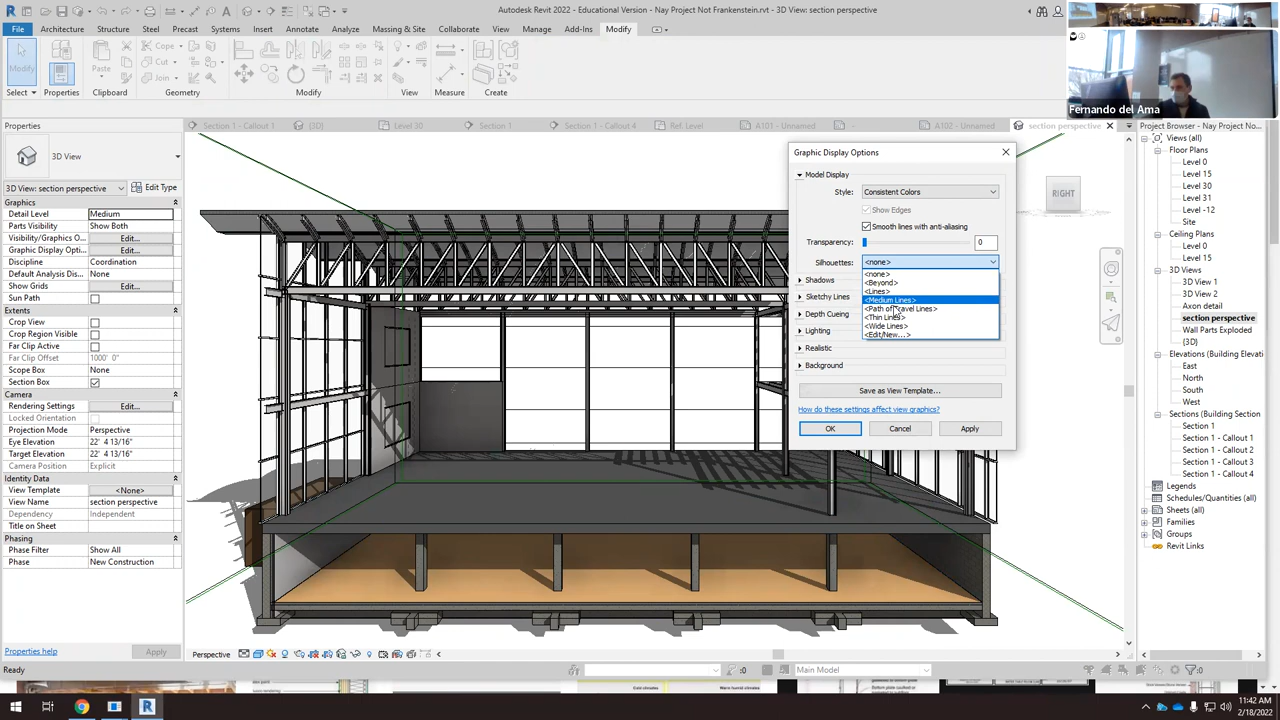 Autodesk Revit 2022 - Educational Version - Nay Project Not Frankenstein.rvt - 3D View: section perspective
File Architecture Structure Steel Precast Systems Insert Annotate Analyze Massing & Site Collaborate View Manage Add-Ins Modify
Modify
Properties
Paste
Cope
Cut
Join
Select
Properties
Clipboard
Geometry
Modify
View
Measure
Create
Fernando del Ama
Section 1 - Callout 1
{3D}
Level 30
Section 1
Section 1 - Callout 4
Ref. Level
A101 - Unnamed
A102 - Unnamed
section perspective
Properties
3D View
3D View: section perspective
Edit Type
Graphics
Detail Level Medium
Parts Visibility Show Both
Visibility/Graphics O... Edit...
Graphic Display Opti... Edit...
Discipline Coordination
Default Analysis Dis... None
Show Grids Edit...
Sun Path
Extents
Crop View
Crop Region Visible
Far Clip Active
Far Clip Offset 1000' 0"
Scope Box None
Section Box
Camera
Rendering Settings Edit...
Locked Orientation
Projection Mode Perspective
Eye Elevation 22' 4 13/16"
Target Elevation 22' 4 13/16"
Camera Position Explicit
Identity Data
View Template <None>
View Name section perspective
Dependency Independent
Title on Sheet
Phasing
Phase Filter Show All
Phase New Construction
Properties help
Apply
Graphic Display Options
Model Display
Style: Consistent Colors
Show Edges
Smooth lines with anti-aliasing
Transparency: 0
Silhouettes: <none>
<none>
<Beyond>
<Lines>
<Medium Lines>
<Path of Travel Lines>
<Thin Lines>
<Wide Lines>
<Edit/New...>
Shadows
Sketchy Lines
Depth Cueing
Lighting
Realistic
Background
Save as View Template...
How do these settings affect view graphics?
OK
Cancel
Apply
RIGHT
Project Browser - Nay Project No...
Views (all)
Floor Plans
Level 0
Level 15
Level 30
Level 31
Level -12
Site
Ceiling Plans
Level 0
Level 15
3D Views
3D View 1
3D View 2
Axon detail
section perspective
Wall Parts Exploded
{3D}
Elevations (Building Elevati
East
North
South
West
Sections (Building Section
Section 1
Section 1 - Callout 1
Section 1 - Callout 2
Section 1 - Callout 3
Section 1 - Callout 4
Legends
Schedules/Quantities (all)
Sheets (all)
Families
Groups
Revit Links
Perspective
Ready
:0
Main Model
:0
11:42 AM
2/18/2022